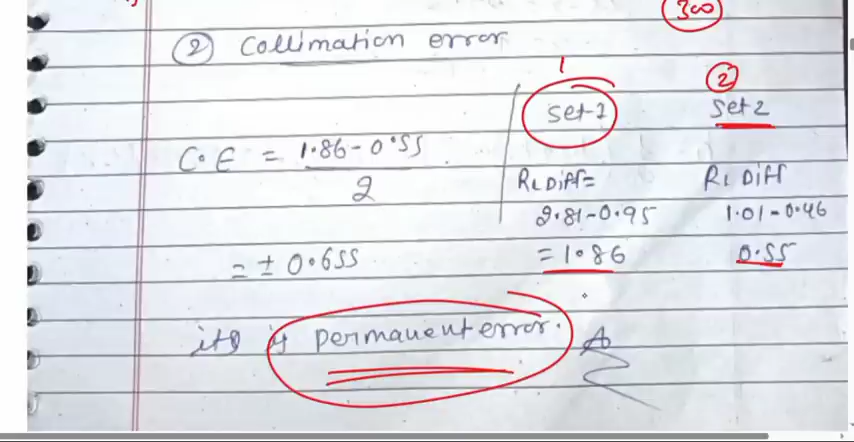 300
② Collimation error
1 ②
Set-1 Set 2
C.E = 1.86-0.55
2
RL Diff= RL Diff
2.81-0.95 1.01-0.46
= ± 0.655 =1.86 0.55
its is permanent error.